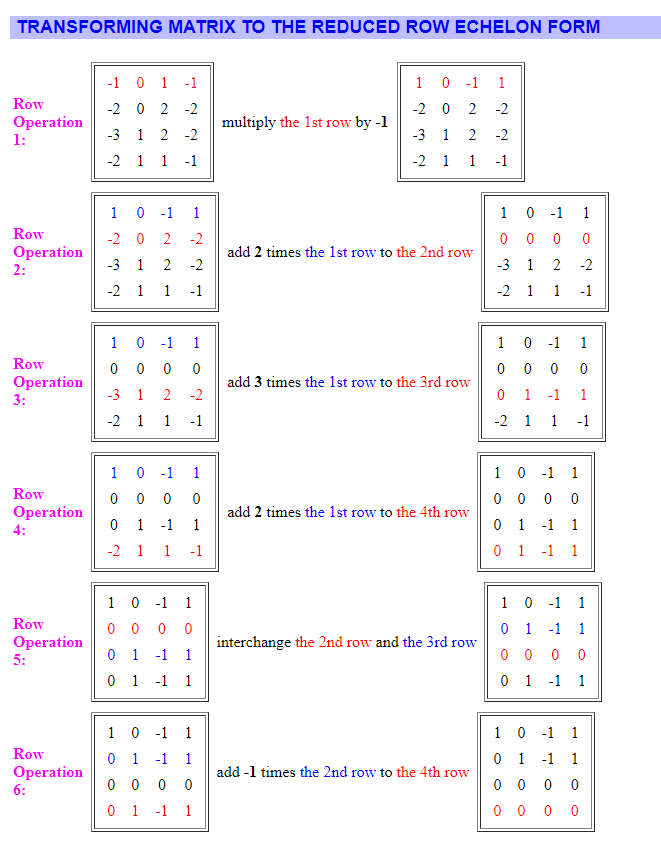 TRANSFORMING MATRIX TO THE REDUCED ROW ECHELON FORM
Row Operation 1:
-1 0 1 -1
-2 0 2 -2
-3 1 2 -2
-2 1 1 -1
multiply the 1st row by -1
1 0 -1 1
-2 0 2 -2
-3 1 2 -2
-2 1 1 -1
Row Operation 2:
1 0 -1 1
-2 0 2 -2
-3 1 2 -2
-2 1 1 -1
add 2 times the 1st row to the 2nd row
1 0 -1 1
0 0 0 0
-3 1 2 -2
-2 1 1 -1
Row Operation 3:
1 0 -1 1
0 0 0 0
-3 1 2 -2
-2 1 1 -1
add 3 times the 1st row to the 3rd row
1 0 -1 1
0 0 0 0
0 1 -1 1
-2 1 1 -1
Row Operation 4:
1 0 -1 1
0 0 0 0
0 1 -1 1
-2 1 1 -1
add 2 times the 1st row to the 4th row
1 0 -1 1
0 0 0 0
0 1 -1 1
0 1 -1 1
Row Operation 5:
1 0 -1 1
0 0 0 0
0 1 -1 1
0 1 -1 1
interchange the 2nd row and the 3rd row
1 0 -1 1
0 1 -1 1
0 0 0 0
0 1 -1 1
Row Operation 6:
1 0 -1 1
0 1 -1 1
0 0 0 0
0 1 -1 1
add -1 times the 2nd row to the 4th row
1 0 -1 1
0 1 -1 1
0 0 0 0
0 0 0 0